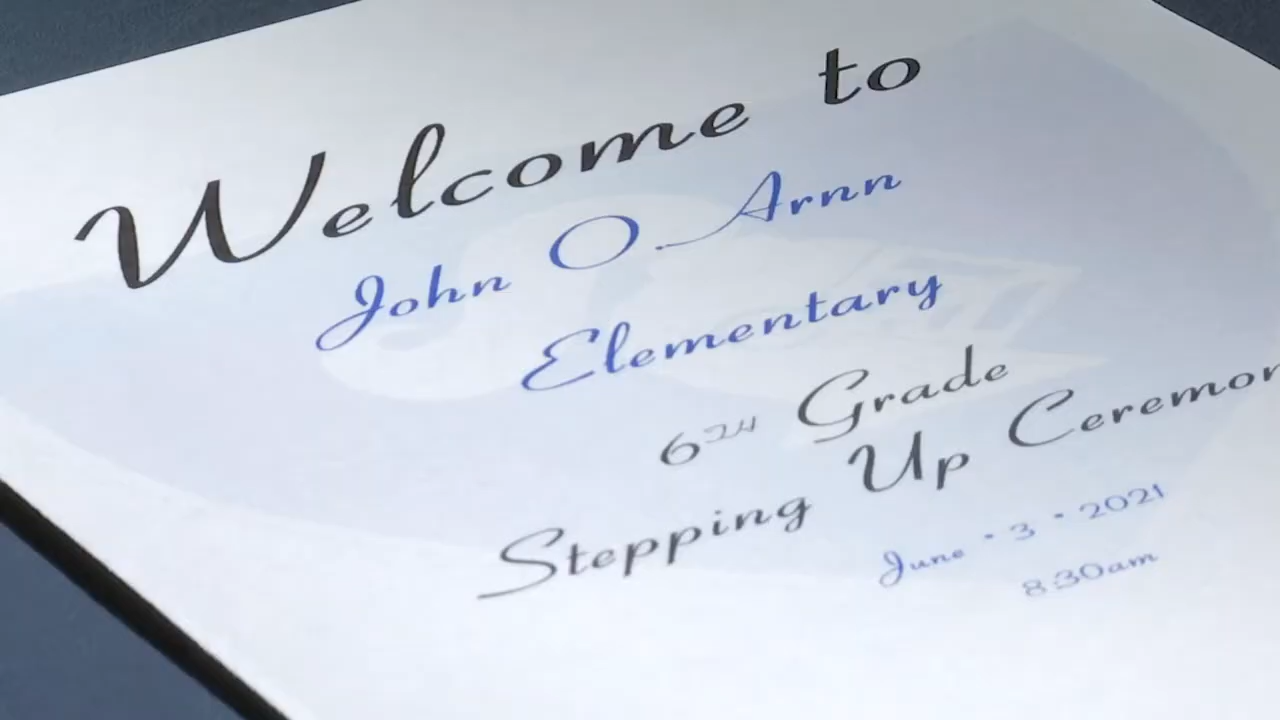 Welcome to
John O. Arnn
Elementary
6TH Grade
Stepping Up Ceremon
June • 3 • 2021
8:30am